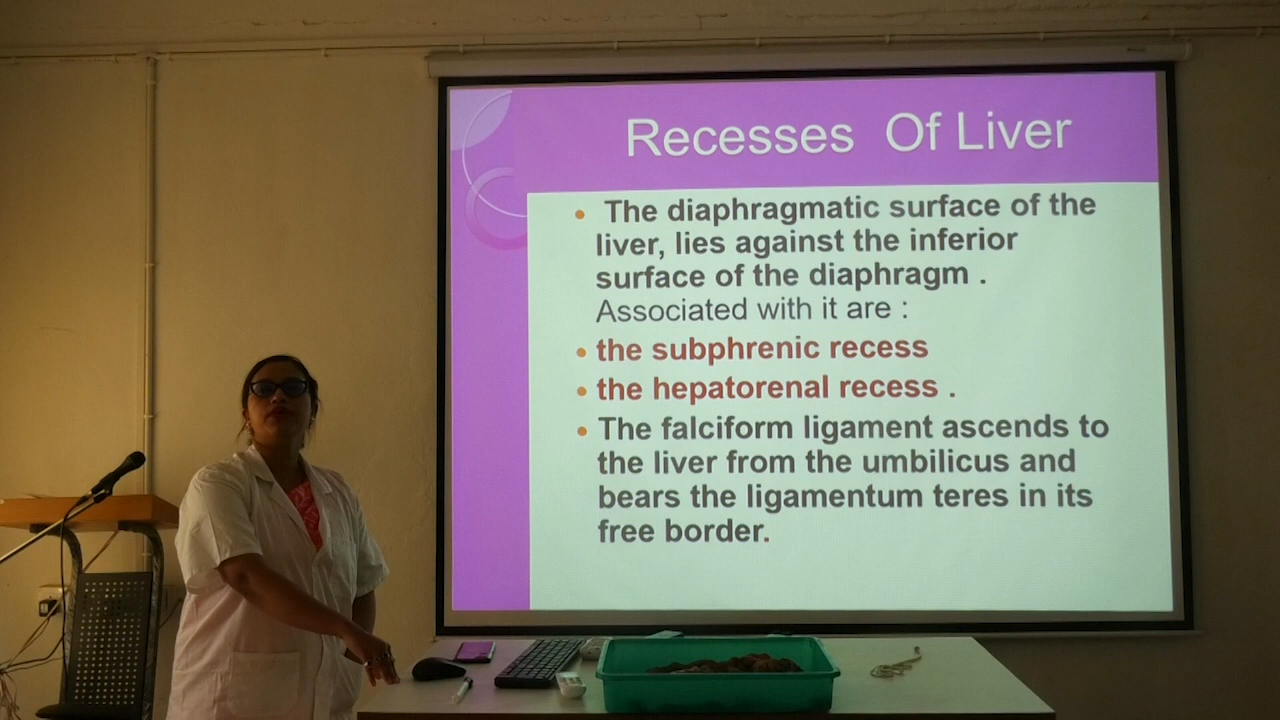 Recesses Of Liver
• The diaphragmatic surface of the
liver, lies against the inferior
surface of the diaphragm .
Associated with it are :
• the subphrenic recess
• the hepatorenal recess .
• The falciform ligament ascends to
the liver from the umbilicus and
bears the ligamentum teres in its
free border.